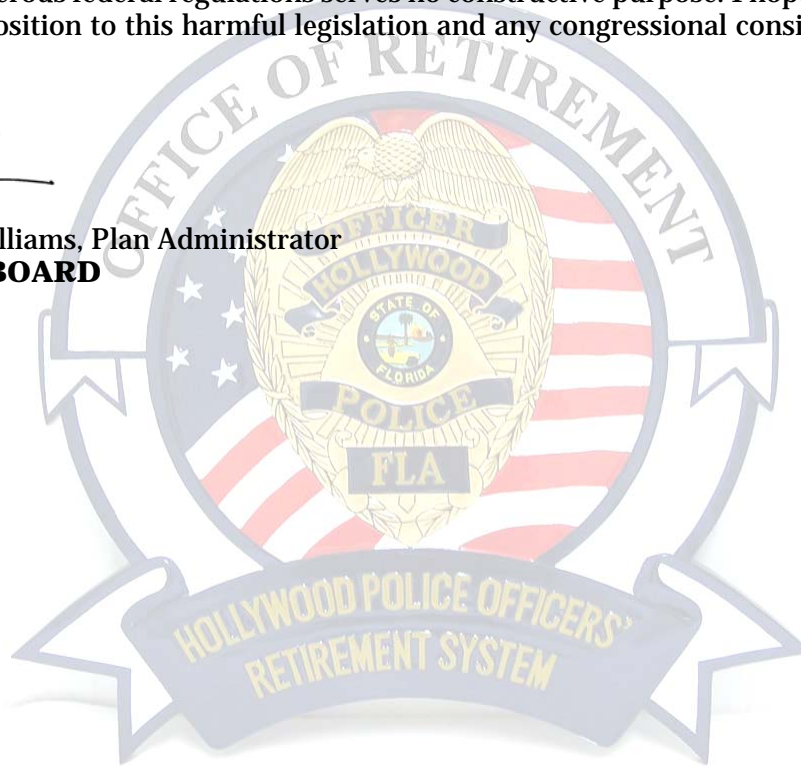 erous federal regulations serves no constructive purpose. I hop
osition to this harmful legislation and any congressional consi
OFFICE OF RETIREMENT
lliams, Plan Administrator
BOARD
OFFICER
HOLLYWOOD
STATE OF
FLORIDA
POLICE
FLA
HOLLYWOOD POLICE OFFICERS'
RETIREMENT SYSTEM